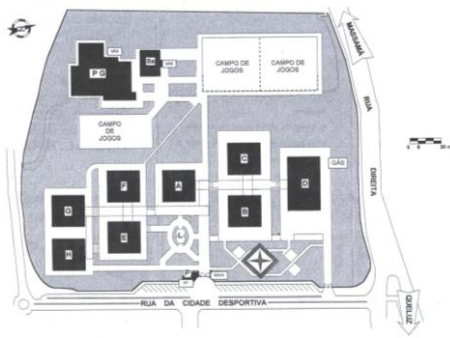 PG
Ba
CAMPO DE JOGOS
CAMPO DE JOGOS
MASSAMÁ
CAMPO DE JOGOS
RUA DIREITA
GÁS
C
D
F
A
G
B
E
L
H
P
RUA DA CIDADE DESPORTIVA
QUELUZ